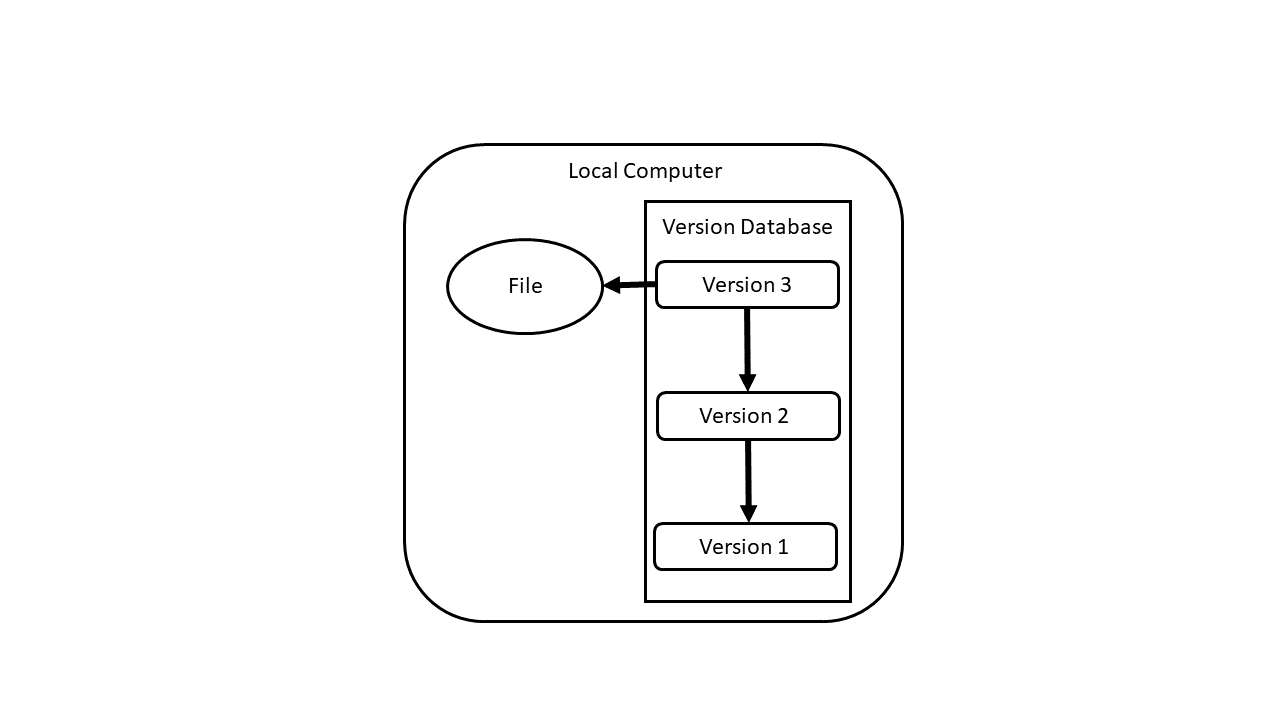 Local Computer
Version Database
File
Version 3
Version 2
Version 1